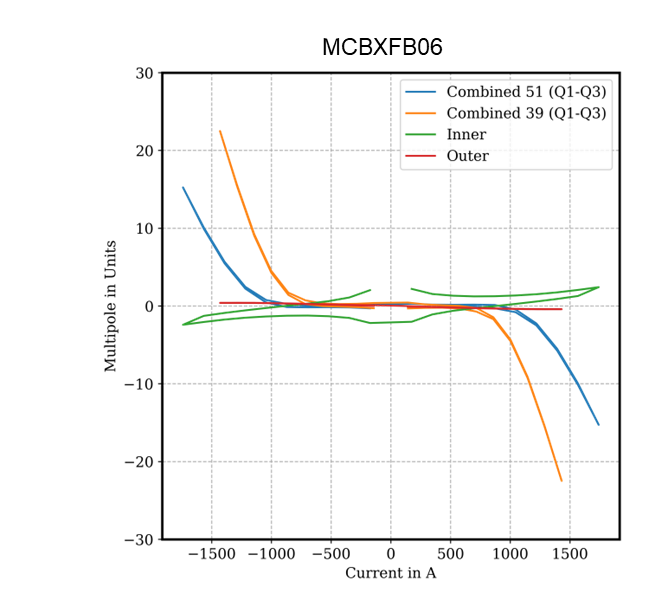 MCBXFB06
Combined 51 (Q1-Q3)
Combined 39 (Q1-Q3)
Inner
Outer
30
20
10
0
−10
−20
−30
Multipole in Units
−1500 −1000 −500 0 500 1000 1500
Current in A